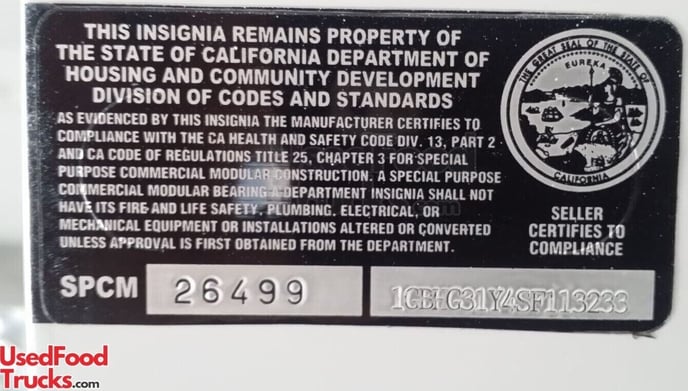 THIS INSIGNIA REMAINS PROPERTY OF
THE STATE OF CALIFORNIA DEPARTMENT OF
HOUSING AND COMMUNITY DEVELOPMENT
DIVISION OF CODES AND STANDARDS
AS EVIDENCED BY THIS INSIGNIA THE MANUFACTURER CERTIFIES TO
COMPLIANCE WITH THE CA HEALTH AND SAFETY CODE DIV. 13, PART 2
AND CA CODE OF REGULATIONS TITLE 25, CHAPTER 3 FOR SPECIAL
PURPOSE COMMERCIAL MODULAR CONSTRUCTION. A SPECIAL PURPOSE
COMMERCIAL MODULAR BEARING A DEPARTMENT INSIGNIA SHALL NOT
HAVE ITS FIRE AND LIFE SAFETY, PLUMBING, ELECTRICAL, OR
MECHANICAL EQUIPMENT OR INSTALLATIONS ALTERED OR CONVERTED
UNLESS APPROVAL IS FIRST OBTAINED FROM THE DEPARTMENT.
THE GREAT SEAL OF THE STATE OF
EUREKA
CALIFORNIA
SELLER
CERTIFIES TO
COMPLIANCE
SPCM 26499 1GBHG31Y4SF113233
UsedFood
Trucks.com